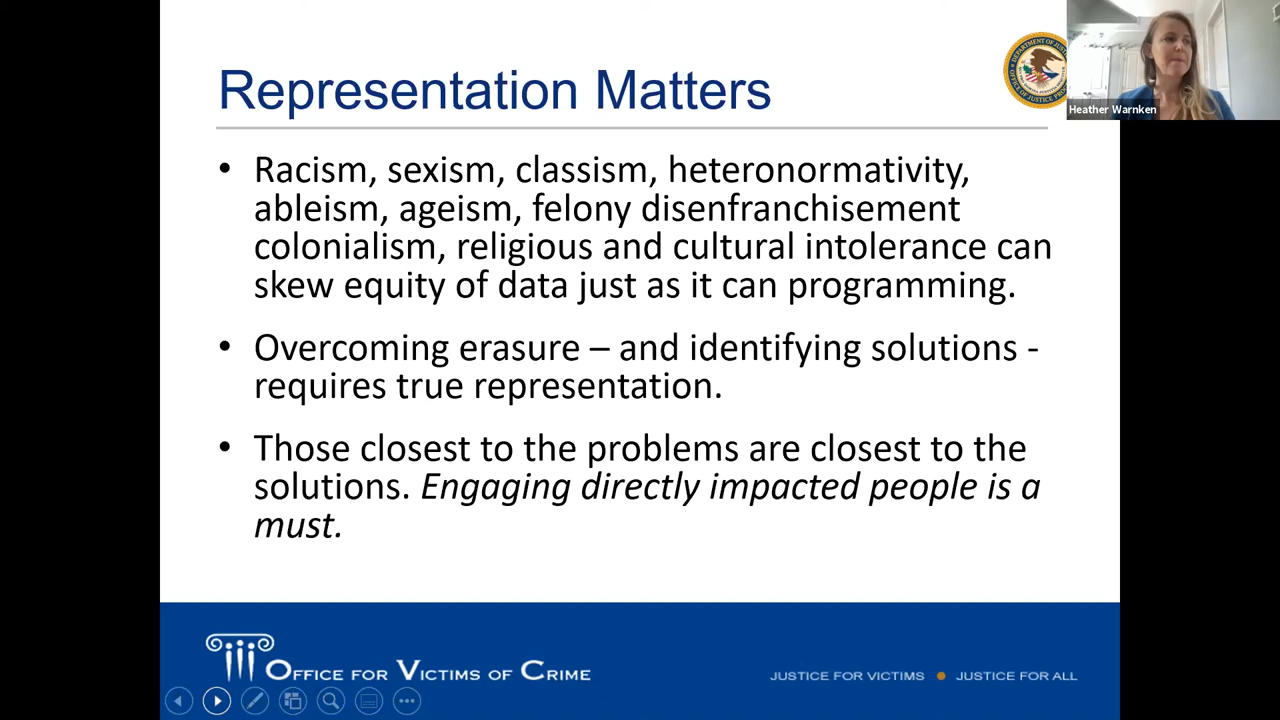 Representation Matters
Heather Warnken
• Racism, sexism, classism, heteronormativity,
ableism, ageism, felony disenfranchisement
colonialism, religious and cultural intolerance can
skew equity of data just as it can programming.
• Overcoming erasure – and identifying solutions -
requires true representation.
• Those closest to the problems are closest to the
solutions. Engaging directly impacted people is a
must.
OFFICE FOR VICTIMS OF CRIME
JUSTICE FOR VICTIMS • JUSTICE FOR ALL